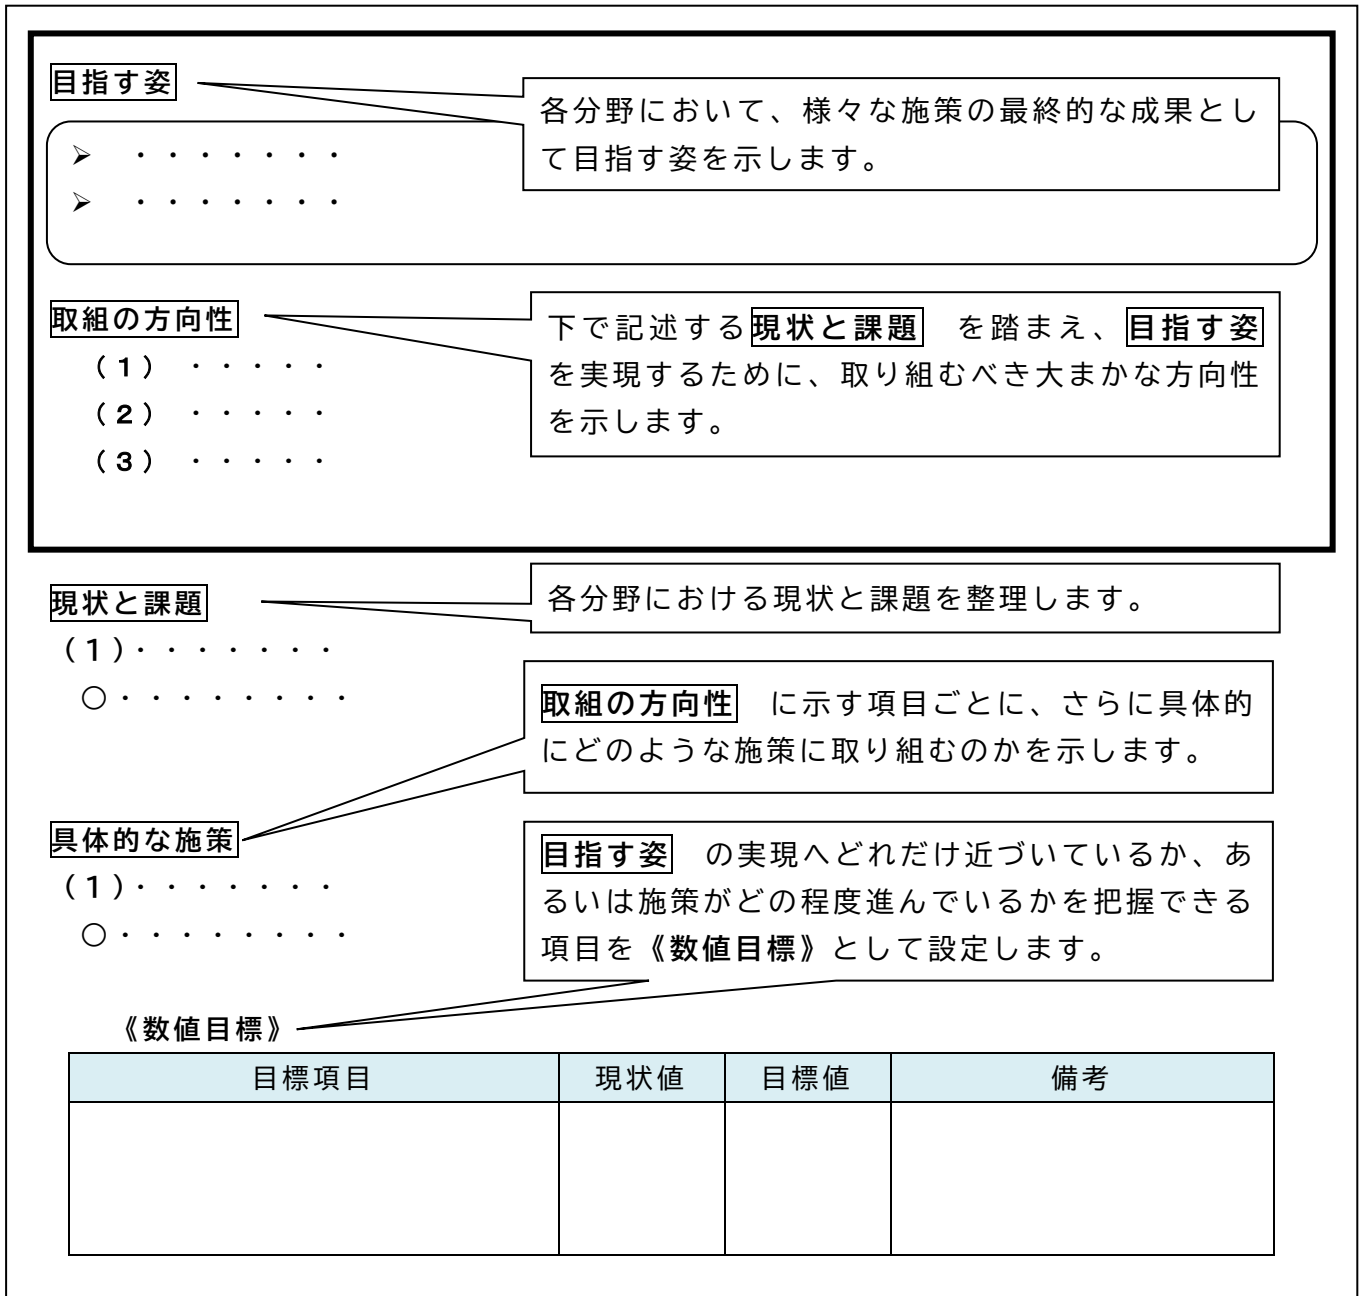 目指す姿
各分野において、様々な施策の最終的な成果とし
て目指す姿を示します。
➢ ・・・・・・・
➢ ・・・・・・・
取組の方向性
（１） ・・・・・
（２） ・・・・・
（３） ・・・・・
下で記述する現状と課題　を踏まえ、目指す姿
を実現するために、取り組むべき大まかな方向性
を示します。
現状と課題
各分野における現状と課題を整理します。
（１）・・・・・・・
○・・・・・・・・
取組の方向性　に示す項目ごとに、さらに具体的
にどのような施策に取り組むのかを示します。
具体的な施策
（１）・・・・・・・
○・・・・・・・・
目指す姿　の実現へどれだけ近づいているか、あ
るいは施策がどの程度進んでいるかを把握できる
項目を《数値目標》として設定します。
《数値目標》
目標項目 現状値 目標値 備考